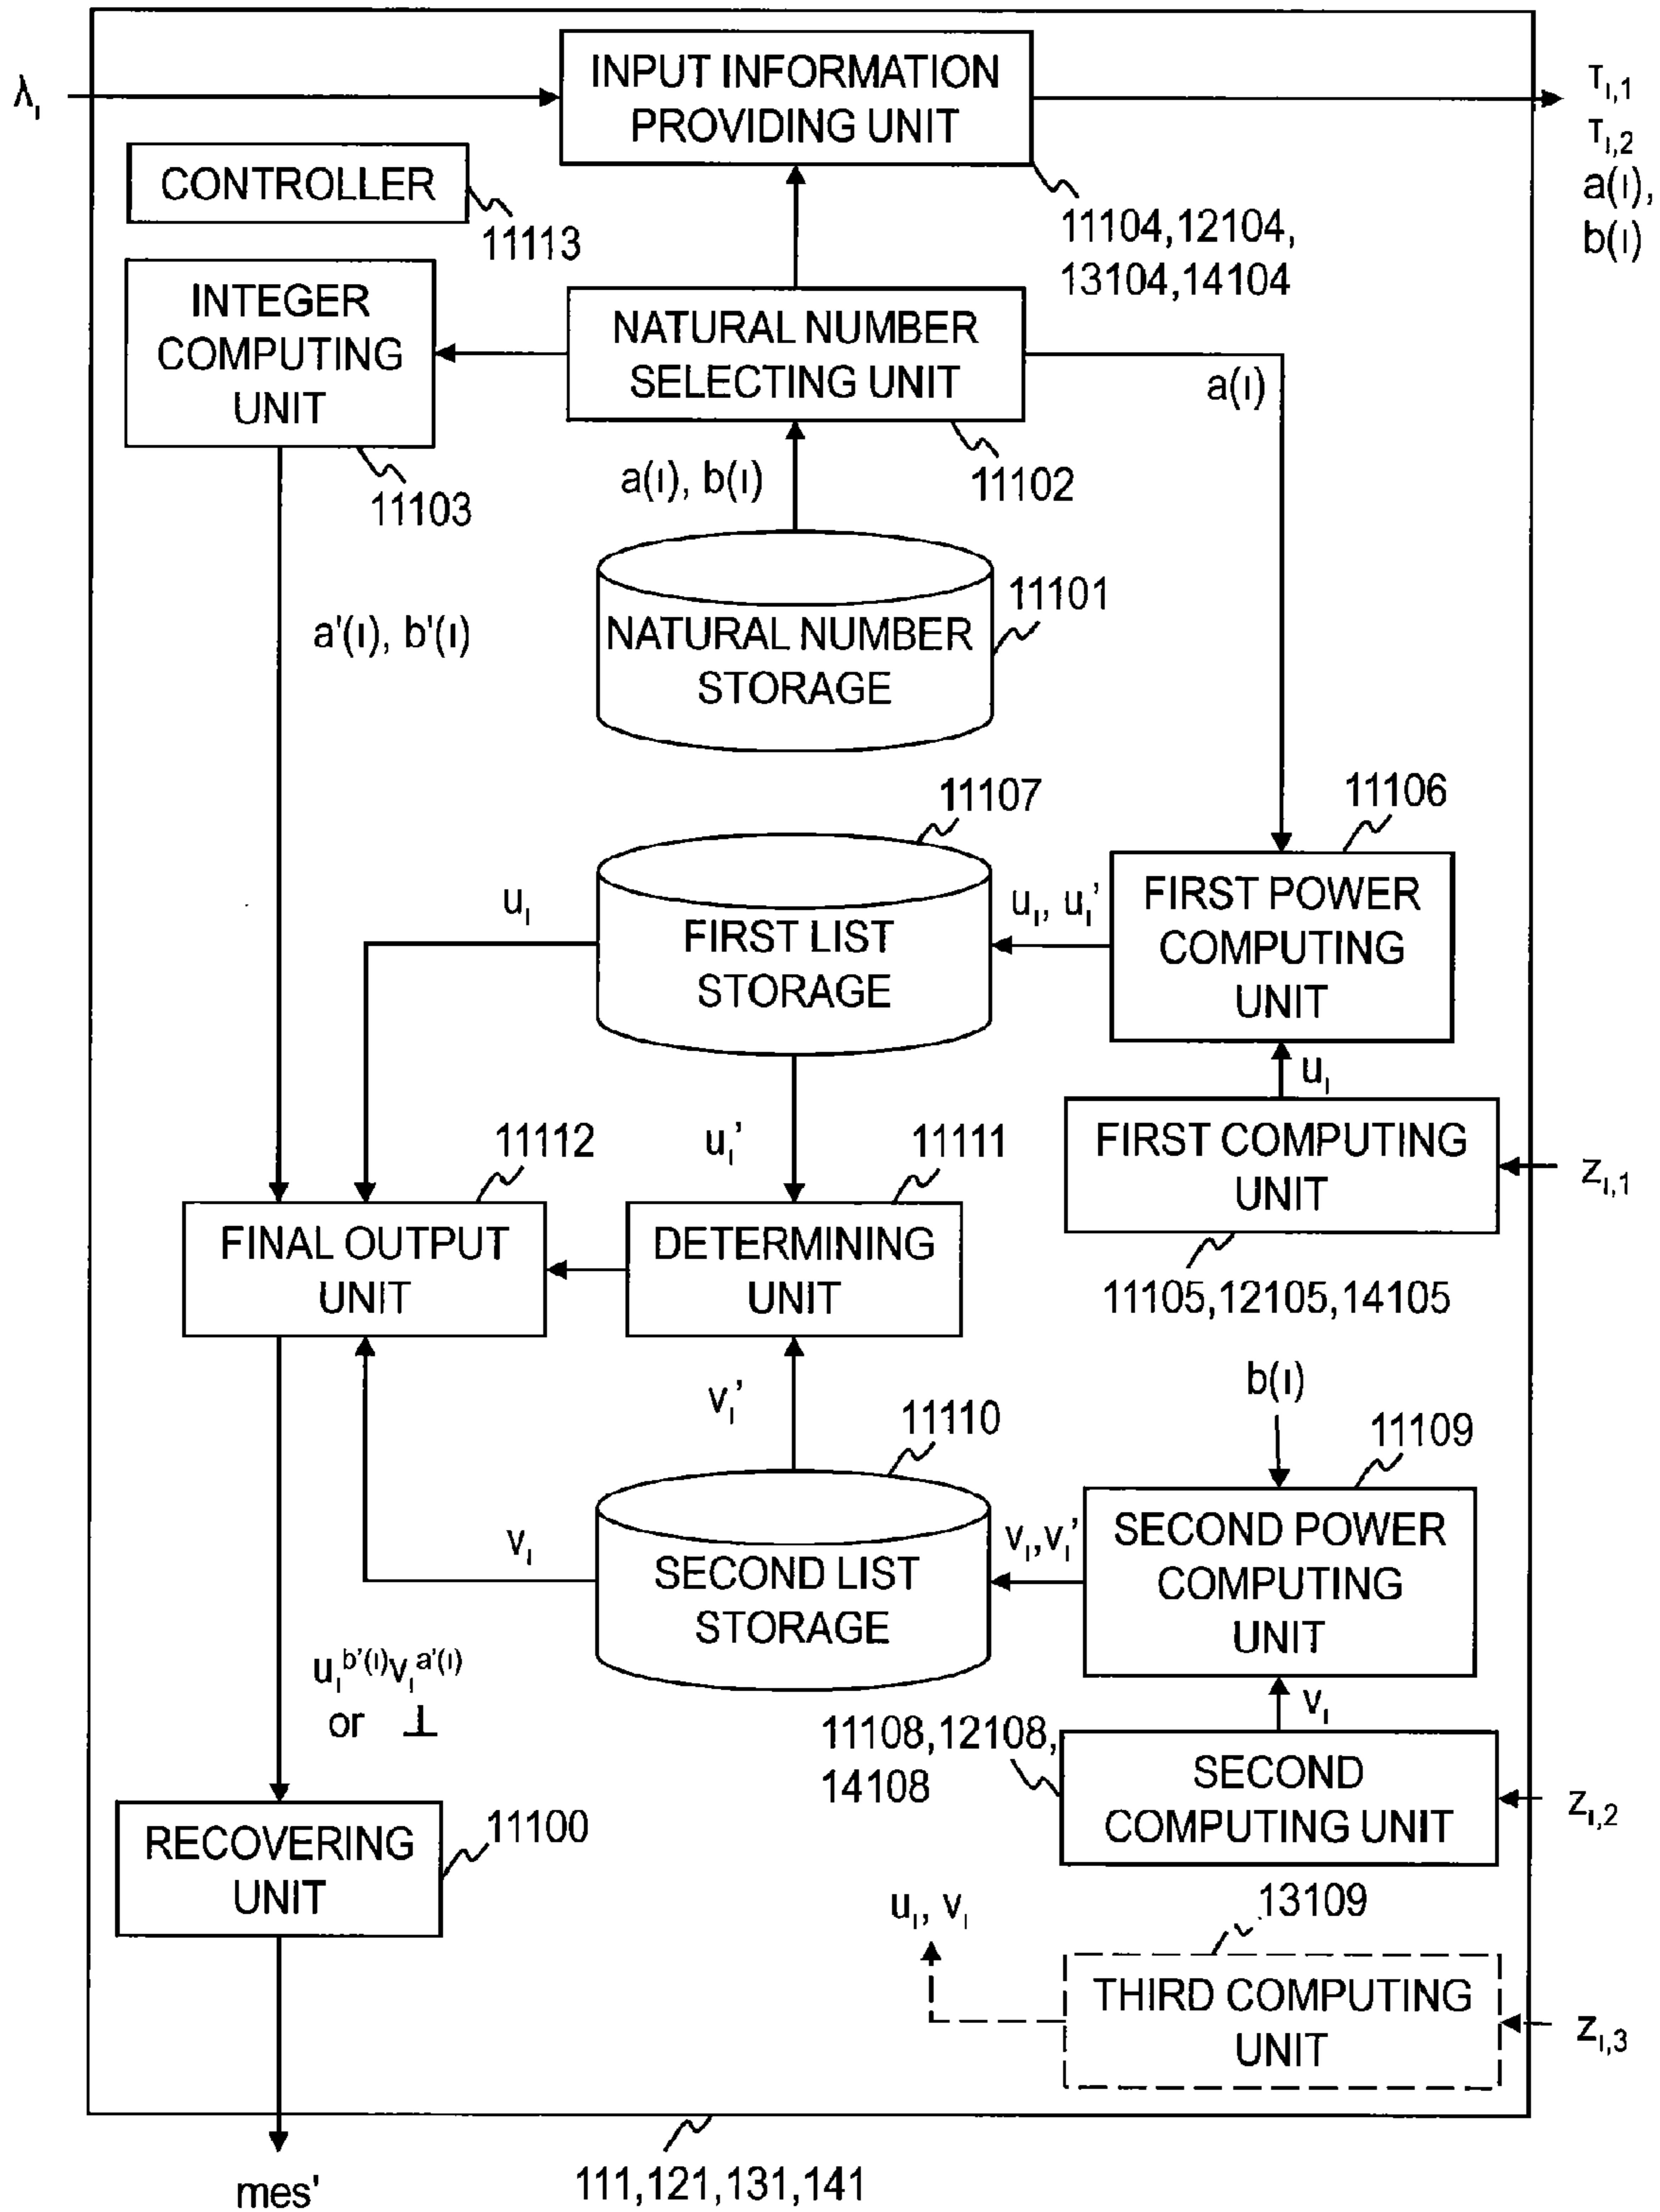 λι
INPUT INFORMATION
PROVIDING UNIT
τι,1
τι,2
a(ι),
b(ι)
CONTROLLER
11113
11104,12104,
13104,14104
INTEGER
COMPUTING
UNIT
11103
NATURAL NUMBER
SELECTING UNIT
11102
a(ι)
a(ι), b(ι)
NATURAL NUMBER
STORAGE
11101
a'(ι), b'(ι)
11107
11106
uι
FIRST LIST
STORAGE
uι, uι'
FIRST POWER
COMPUTING
UNIT
uι
FIRST COMPUTING
UNIT
zι,1
11105,12105,14105
11112
uι'
11111
FINAL OUTPUT
UNIT
DETERMINING
UNIT
vι'
11110
b(ι)
11109
vι
SECOND LIST
STORAGE
vι,vι'
SECOND POWER
COMPUTING
UNIT
vι
uι b'(ι)vι a'(ι)
or ⊥
11108,12108,
14108
SECOND
COMPUTING UNIT
zι,2
RECOVERING
UNIT
11100
uι, vι
13109
THIRD COMPUTING
UNIT
zι,3
mes'
111,121,131,141